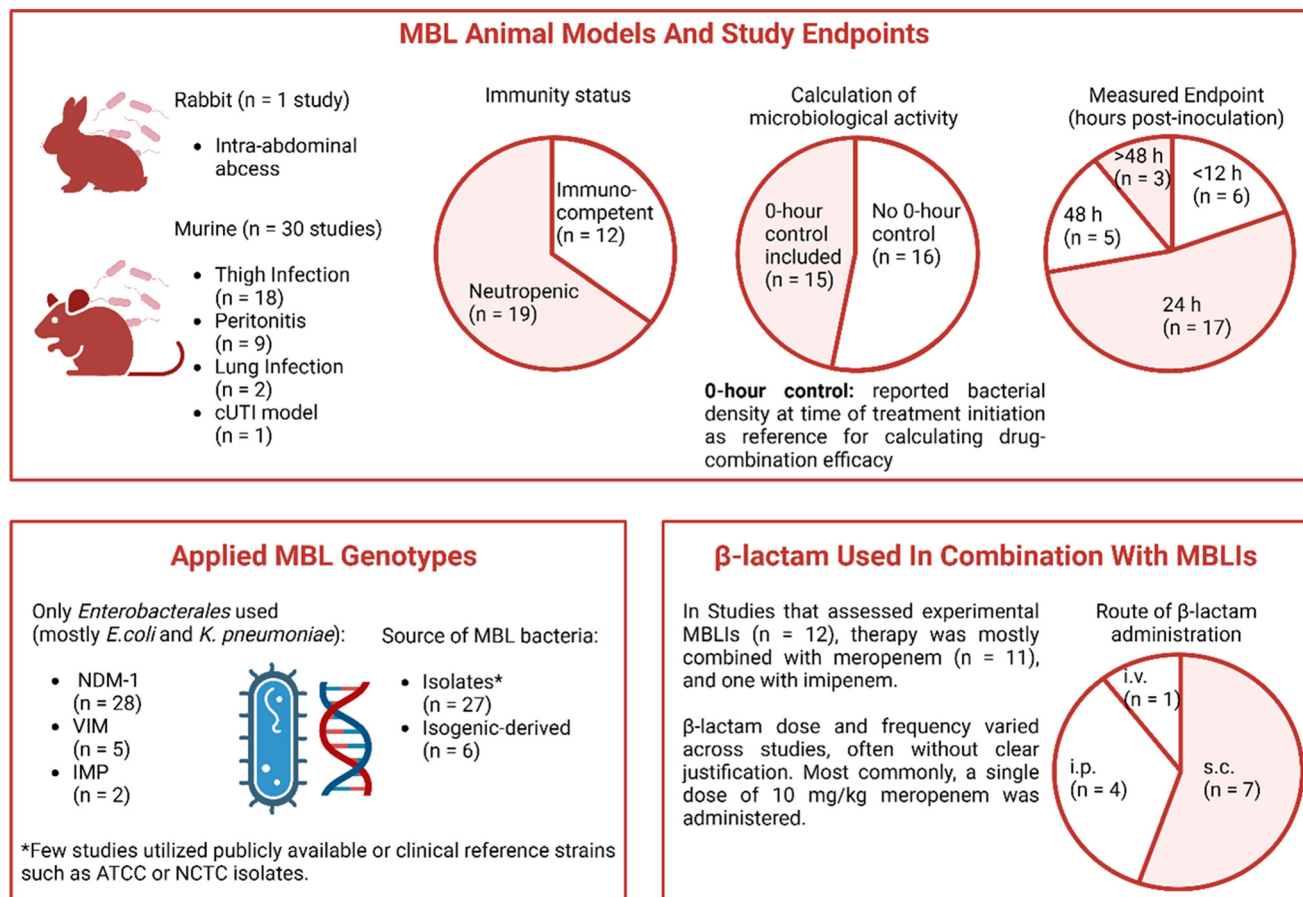 MBL Animal Models And Study Endpoints
Rabbit (n = 1 study)
• Intra-abdominal
abcess
Murine (n = 30 studies)
• Thigh Infection
(n = 18)
• Peritonitis
(n = 9)
• Lung Infection
(n = 2)
• cUTI model
(n = 1)
Immunity status
Immuno-
competent
(n = 12)
Neutropenic
(n = 19)
Calculation of
microbiological activity
0-hour
control
included
(n = 15)
No 0-hour
control
(n = 16)
0-hour control: reported bacterial
density at time of treatment initiation
as reference for calculating drug-
combination efficacy
Measured Endpoint
(hours post-inoculation)
>48 h
(n = 3)
<12 h
(n = 6)
48 h
(n = 5)
24 h
(n = 17)
Applied MBL Genotypes
Only Enterobacterales used
(mostly E.coli and K. pneumoniae):
• NDM-1
(n = 28)
• VIM
(n = 5)
• IMP
(n = 2)
Source of MBL bacteria:
• Isolates*
(n = 27)
• Isogenic-derived
(n = 6)
*Few studies utilized publicly available or clinical reference strains
such as ATCC or NCTC isolates.
β-lactam Used In Combination With MBLIs
In Studies that assessed experimental
MBLIs (n = 12), therapy was mostly
combined with meropenem (n = 11),
and one with imipenem.
β-lactam dose and frequency varied
across studies, often without clear
justification. Most commonly, a single
dose of 10 mg/kg meropenem was
administered.
Route of β-lactam
administration
i.v.
(n = 1)
i.p.
(n = 4)
s.c.
(n = 7)